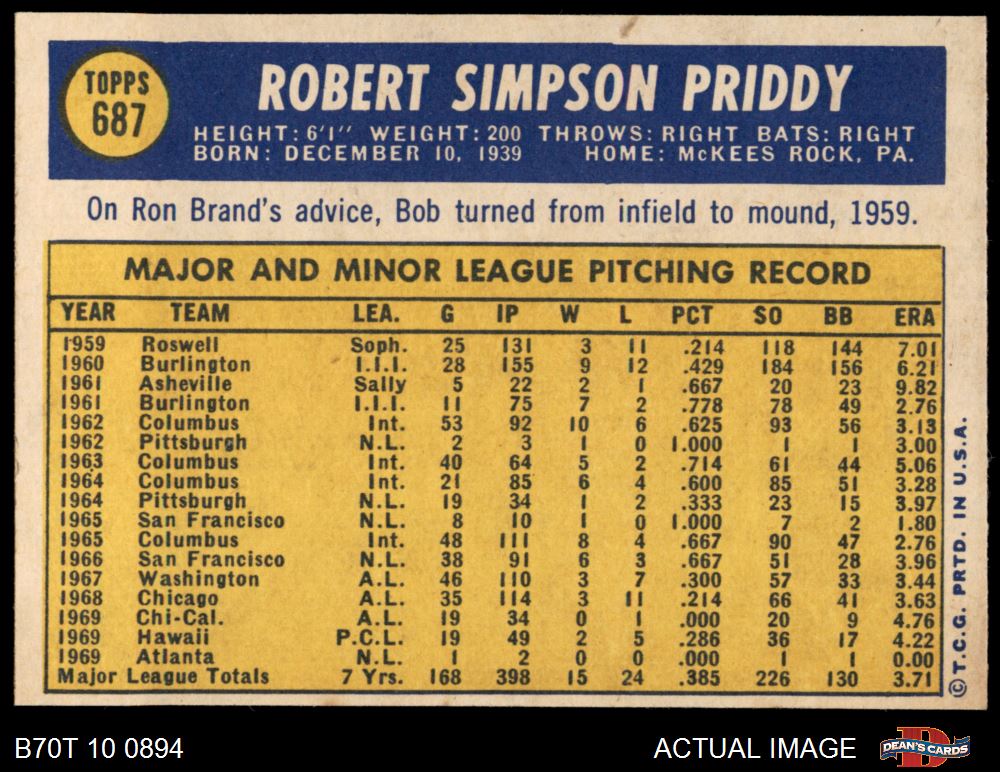 TOPPS
687
ROBERT SIMPSON PRIDDY
HEIGHT: 6'1" WEIGHT: 200 THROWS: RIGHT BATS: RIGHT
BORN: DECEMBER 10, 1939 HOME: McKEES ROCK, PA.
On Ron Brand's advice, Bob turned from infield to mound, 1959.
MAJOR AND MINOR LEAGUE PITCHING RECORD
YEAR TEAM LEA. G IP W L PCT SO BB ERA
1959 Roswell Soph. 25 131 3 11 .214 118 144 7.01
1960 Burlington I.I.I. 28 155 9 12 .429 184 156 6.21
1961 Asheville Sally 5 22 2 1 .667 20 23 9.82
1961 Burlington I.I.I. 11 75 7 2 .778 78 49 2.76
1962 Columbus Int. 53 92 10 6 .625 93 56 3.13
1962 Pittsburgh N.L. 2 3 1 0 1.000 1 1 3.00
1963 Columbus Int. 40 64 5 2 .714 61 44 5.06
1964 Columbus Int. 21 85 6 4 .600 85 51 3.28
1964 Pittsburgh N.L. 19 34 1 2 .333 23 15 3.97
1965 San Francisco N.L. 8 10 1 0 1.000 7 2 1.80
1965 Columbus Int. 48 111 8 4 .667 90 47 2.76
1966 San Francisco N.L. 38 91 6 3 .667 51 28 3.96
1967 Washington A.L. 46 110 3 7 .300 57 33 3.44
1968 Chicago A.L. 35 114 3 11 .214 66 41 3.63
1969 Chi-Cal. A.L. 19 34 0 1 .000 20 9 4.76
1969 Hawaii P.C.L. 19 49 2 5 .286 36 17 4.22
1969 Atlanta N.L. 1 2 0 0 .000 1 1 0.00
Major League Totals 7 Yrs. 168 398 15 24 .385 226 130 3.71
© T.C.G. PRTD. IN U.S.A.
B70T 10 0894 ACTUAL IMAGE
D
DEAN'S CARDS